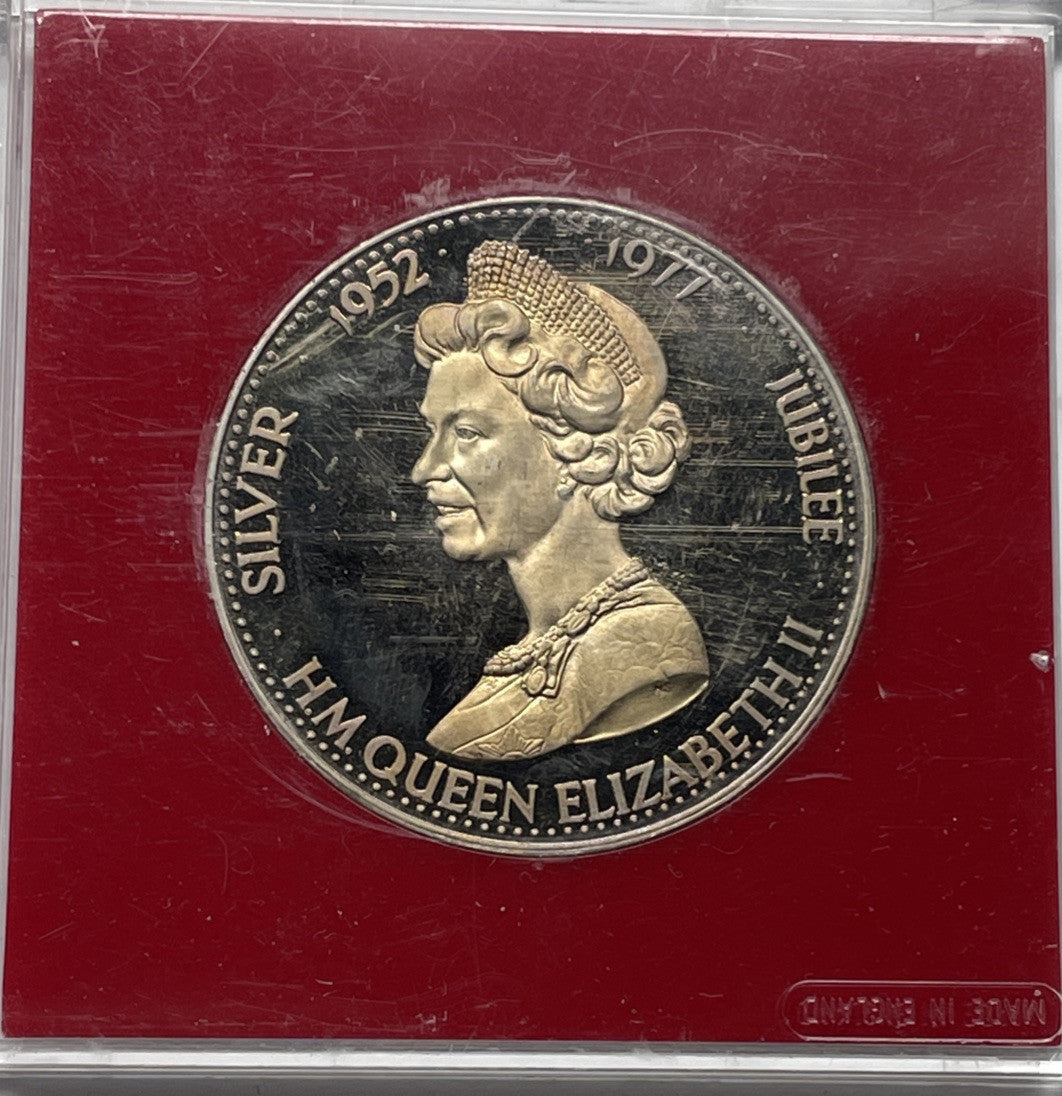 1952 · 1977
SILVER
JUBILEE
· H.M. QUEEN ELIZABETH II ·
MADE IN ENGLAND